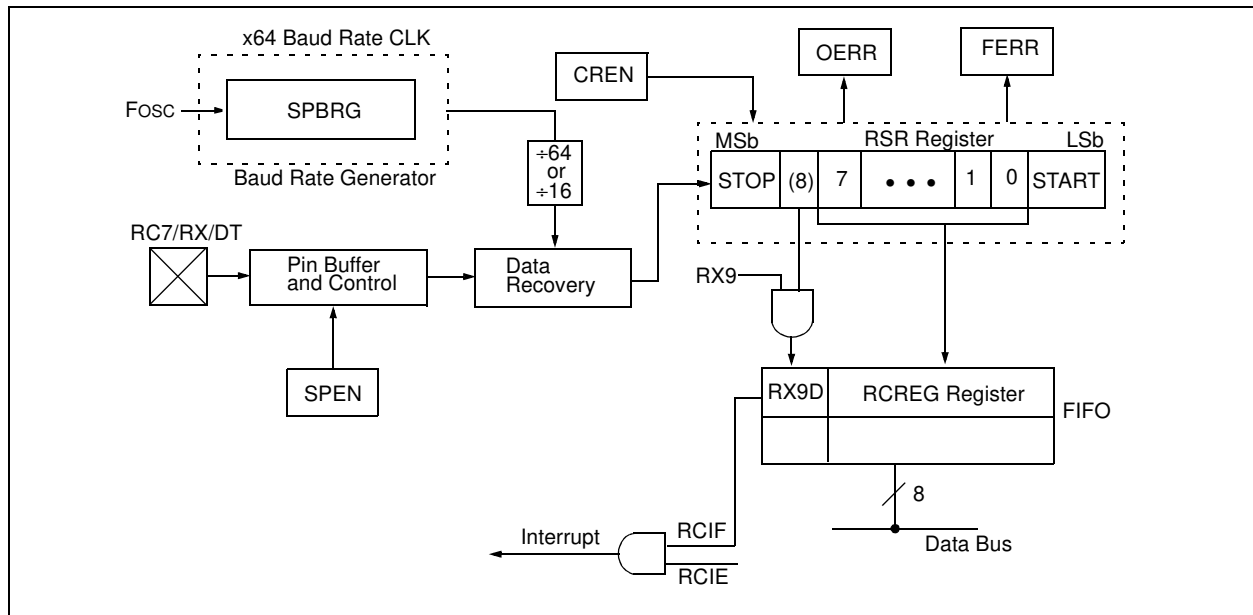 x64 Baud Rate CLK
FOSC
SPBRG
Baud Rate Generator
÷64
or
÷16
CREN
OERR
FERR
MSb
RSR Register
LSb
STOP
(8)
7
• • •
1
0
START
RC7/RX/DT
Pin Buffer
and Control
Data
Recovery
SPEN
RX9
RX9D
RCREG Register
FIFO
8
Data Bus
Interrupt
RCIF
RCIE